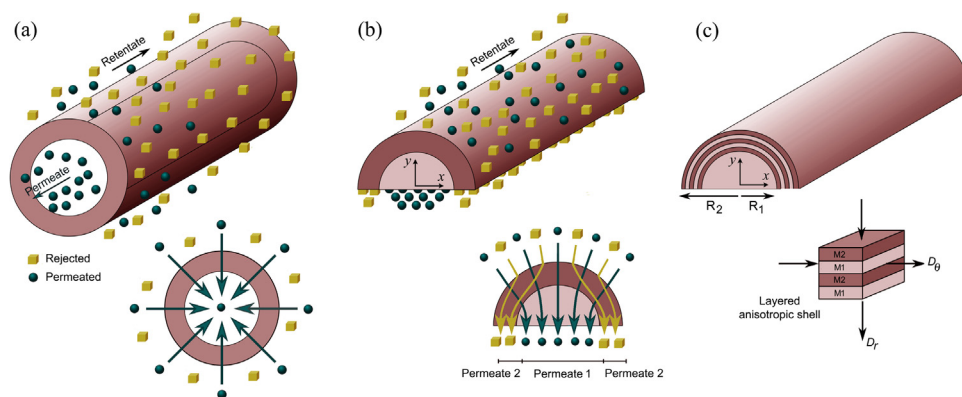 (a)
Retentate
Permeate
Rejected
Permeated
(b)
Retentate
y
x
Permeate 2 Permeate 1 Permeate 2
(c)
y
x
R2 R1
M2
M1
M2
M1
Dθ
Layered
anisotropic shell
Dr